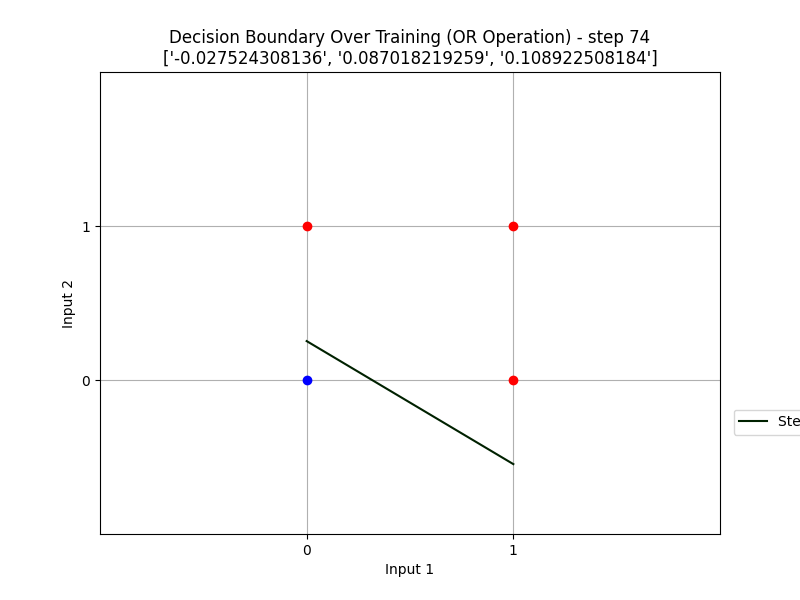 Decision Boundary Over Training (OR Operation) - step 74
['-0.027524308136', '0.087018219259', '0.108922508184']
1
Input 2
0
Ste
0
1
Input 1